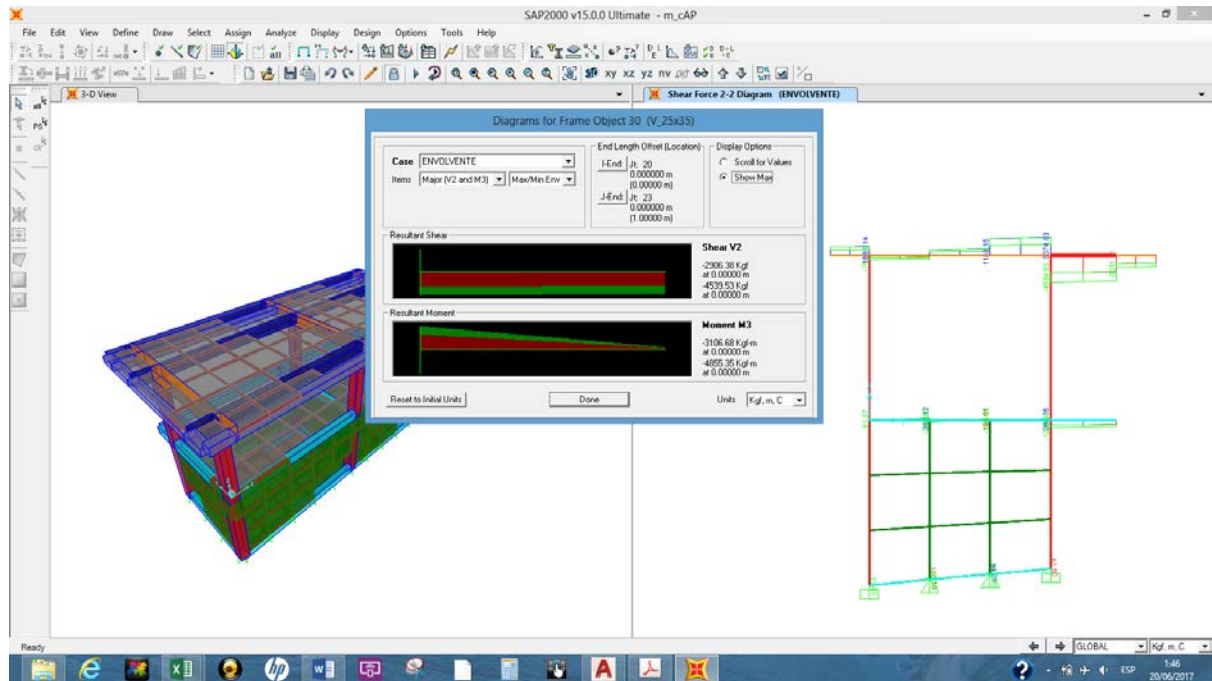 SAP2000 v15.0.0 Ultimate - m_cAP
File Edit View Define Draw Select Assign Analyze Display Design Options Tools Help
xy xz yz nv
3-D View
Shear Force 2-2 Diagram (ENVOLVENTE)
Diagrams for Frame Object 30 (V_25x35)
Case ENVOLVENTE
Items Major (V2 and M3) Max/Min Env
End Length Offset (Location)
I-End: Jt: 20
0.000000 m
(0.00000 m)
J-End: Jt: 23
0.000000 m
(1.00000 m)
Display Options
Scroll for Values
Show Max
Resultant Shear
Shear V2
-2906.38 Kgf
at 0.00000 m
-4539.53 Kgf
at 0.00000 m
Resultant Moment
Moment M3
-3106.68 Kgf-m
at 0.00000 m
-4855.35 Kgf-m
at 0.00000 m
Reset to Initial Units
Done
Units Kgf, m, C
Ready
GLOBAL
Kgf, m, C
ESP
1:46
20/06/2017